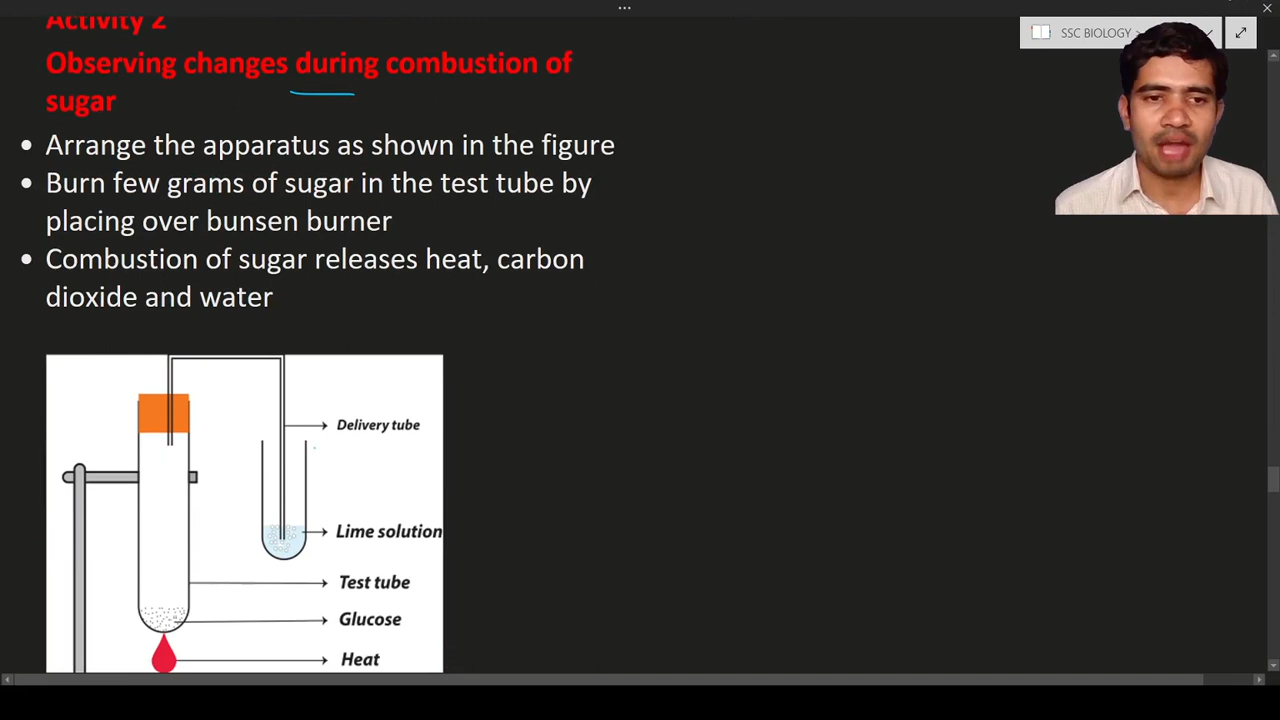 Activity 2
SSC BIOLOGY >
Observing changes during combustion of
sugar
• Arrange the apparatus as shown in the figure
• Burn few grams of sugar in the test tube by
placing over bunsen burner
• Combustion of sugar releases heat, carbon
dioxide and water
Delivery tube
Lime solution
Test tube
Glucose
Heat